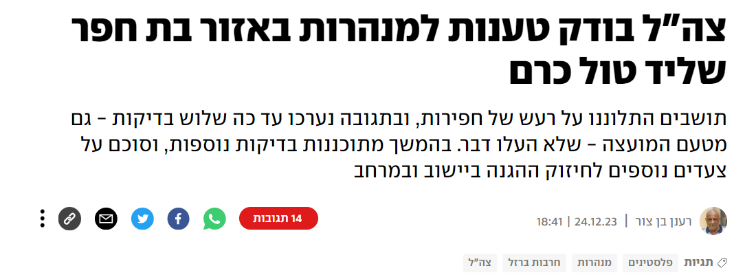 צה"ל בודק טענות למנהרות באזור בת חפר
שליד טול כרם
תושבים התלוננו על רעש של חפירות, ובתגובה נערכו עד כה שלוש בדיקות - גם
מטעם המועצה - שלא העלו דבר. בהמשך מתוכננות בדיקות נוספות, וסוכם על
צעדים נוספים לחיזוק ההגנה ביישוב ובמרחב
רענן בן צור | 24.12.23 | 18:41
14 תגובות
תגיות פלסטינים מנהרות חרבות ברזל צה"ל